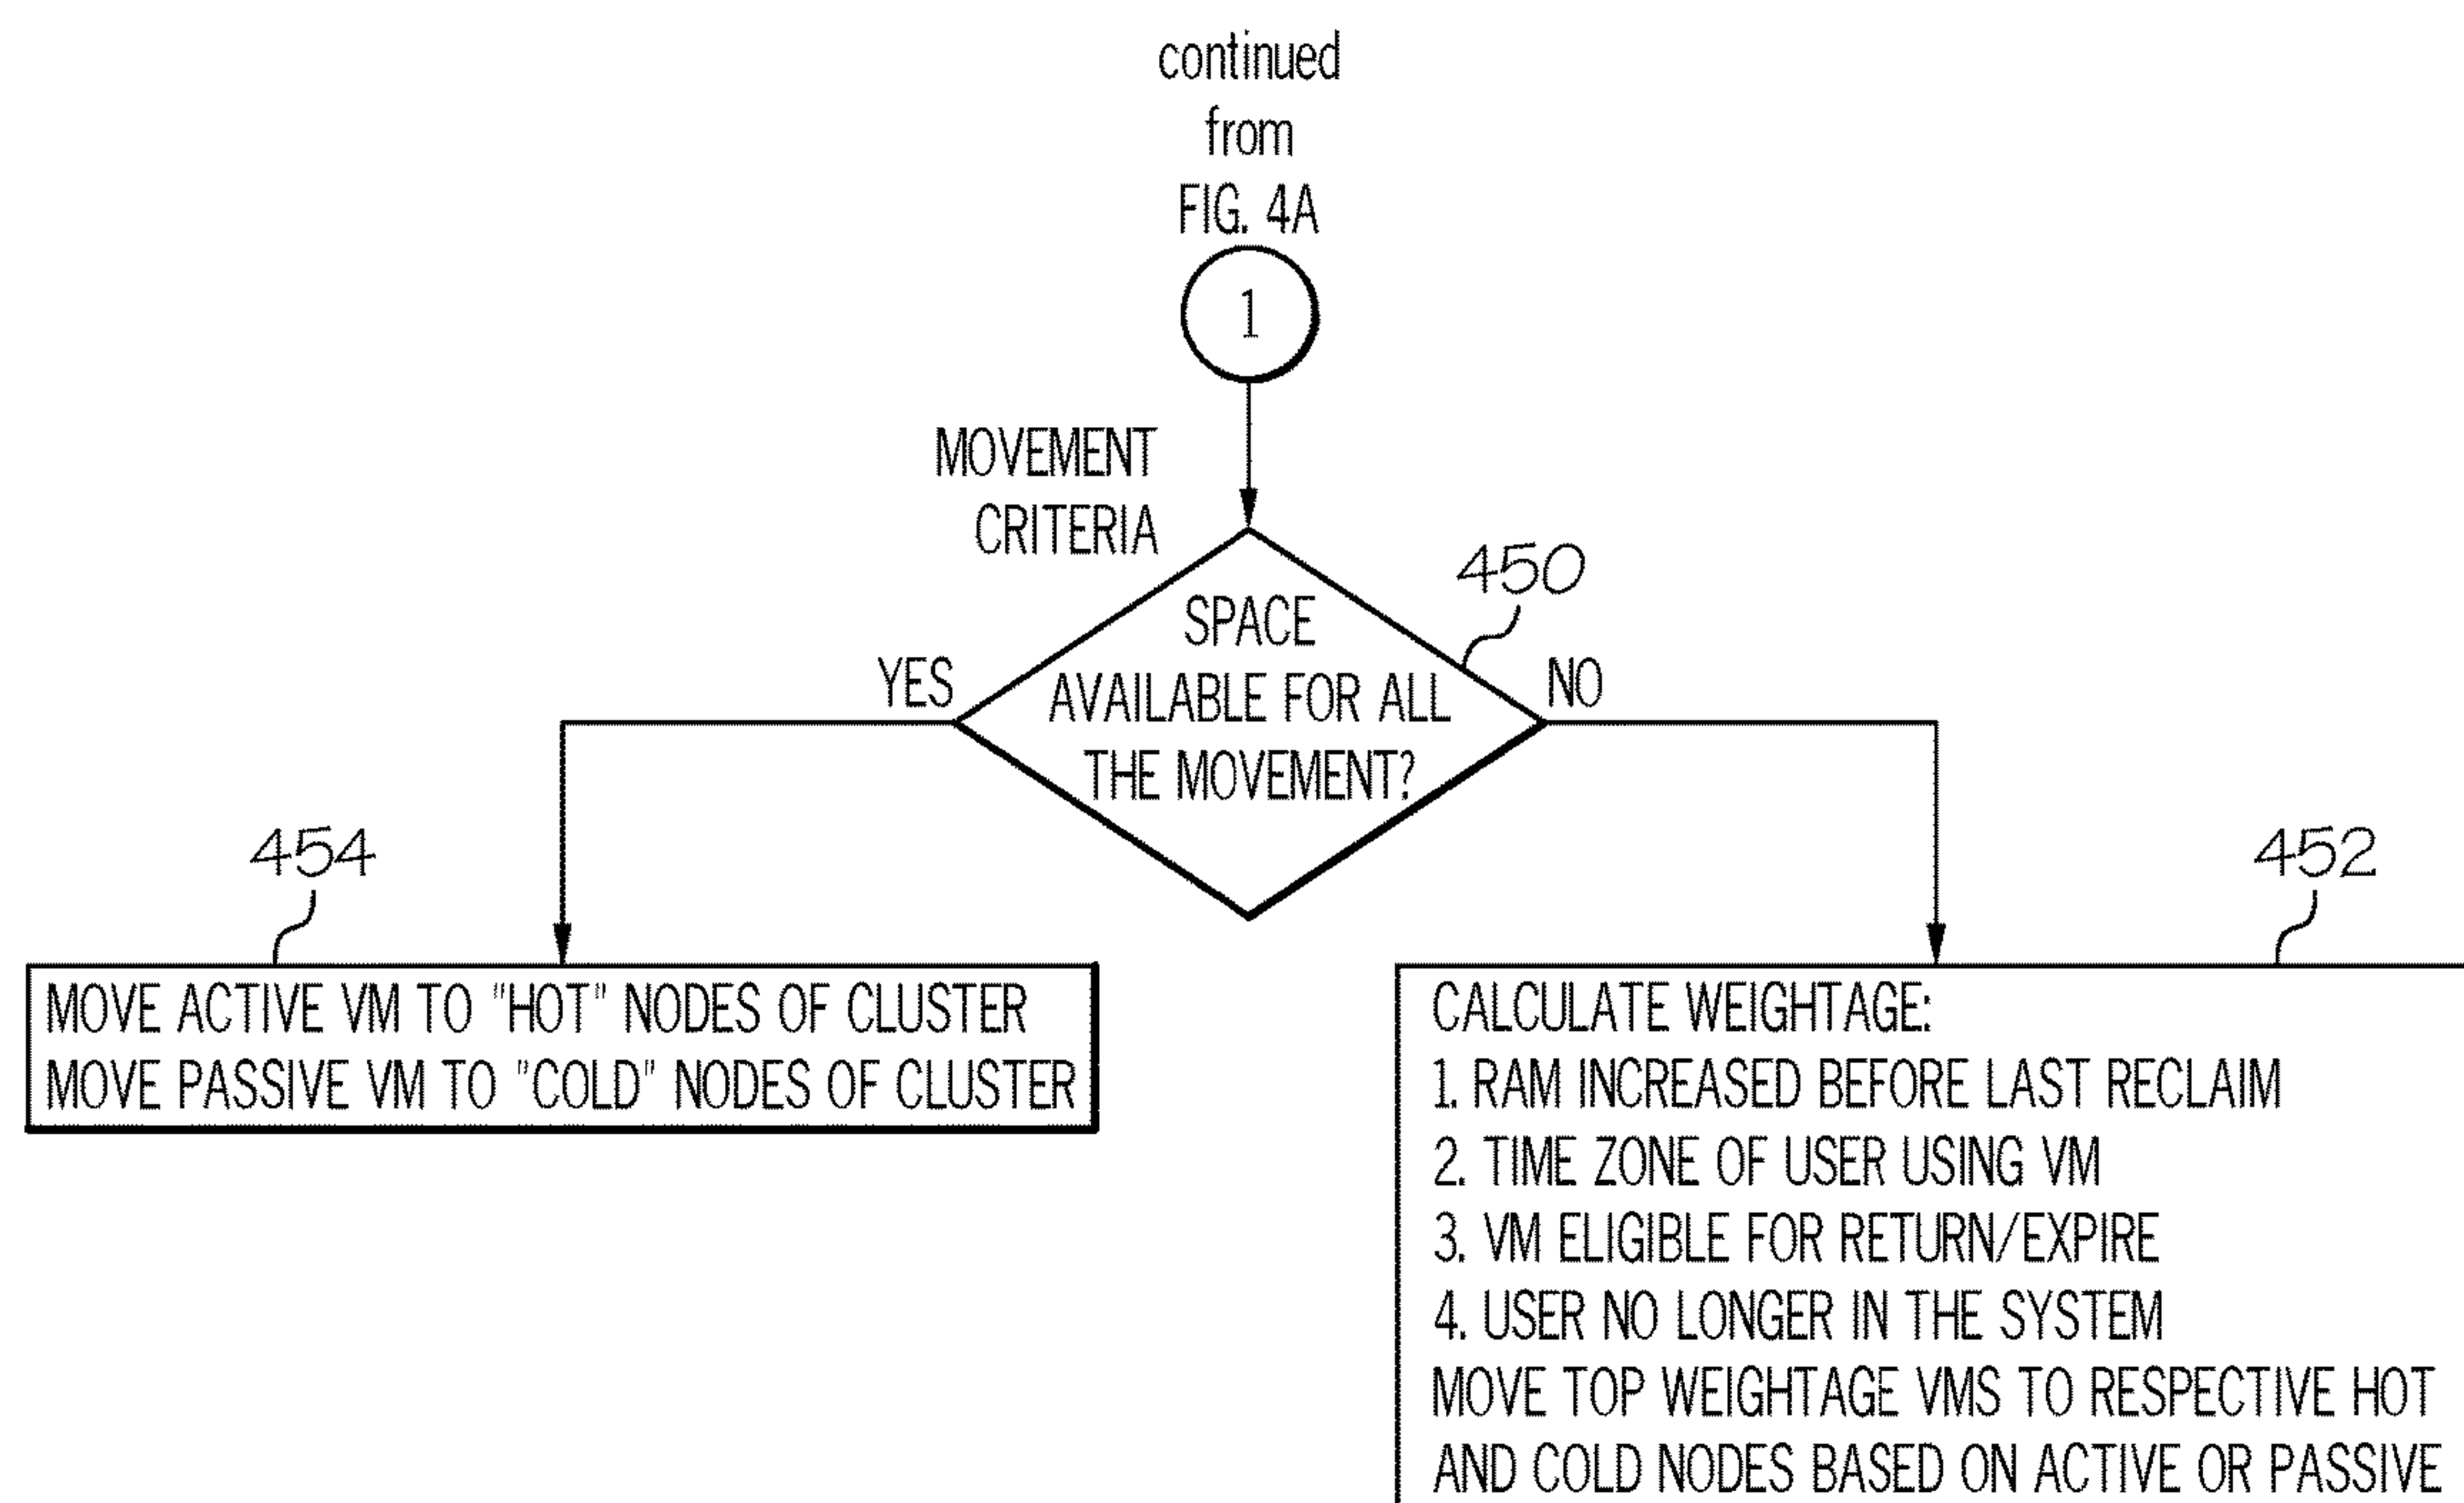 continued
from
FIG. 4A
1
MOVEMENT
CRITERIA
450
SPACE
AVAILABLE FOR ALL
THE MOVEMENT?
YES
NO
454
MOVE ACTIVE VM TO "HOT" NODES OF CLUSTER
MOVE PASSIVE VM TO "COLD" NODES OF CLUSTER
452
CALCULATE WEIGHTAGE:
1. RAM INCREASED BEFORE LAST RECLAIM
2. TIME ZONE OF USER USING VM
3. VM ELIGIBLE FOR RETURN/EXPIRE
4. USER NO LONGER IN THE SYSTEM
MOVE TOP WEIGHTAGE VMS TO RESPECTIVE HOT
AND COLD NODES BASED ON ACTIVE OR PASSIVE